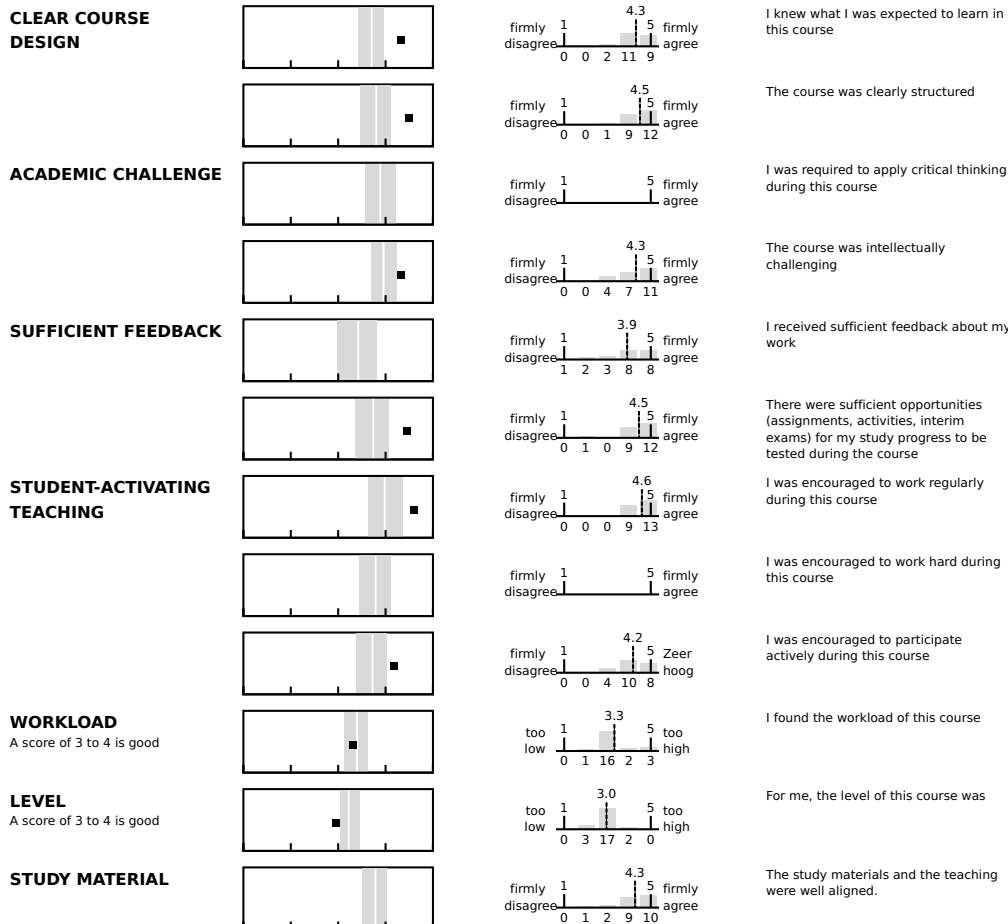 CLEAR COURSE
DESIGN
4.3
1 5
firmly firmly
disagree agree
0 0 2 11 9
I knew what I was expected to learn in
this course
4.5
1 5
firmly firmly
disagree agree
0 0 1 9 12
The course was clearly structured
ACADEMIC CHALLENGE
1 5
firmly firmly
disagree agree
I was required to apply critical thinking
during this course
4.3
1 5
firmly firmly
disagree agree
0 0 4 7 11
The course was intellectually
challenging
SUFFICIENT FEEDBACK
3.9
1 5
firmly firmly
disagree agree
1 2 3 8 8
I received sufficient feedback about my
work
4.5
1 5
firmly firmly
disagree agree
0 1 0 9 12
There were sufficient opportunities
(assignments, activities, interim
exams) for my study progress to be
tested during the course
STUDENT-ACTIVATING
TEACHING
4.6
1 5
firmly firmly
disagree agree
0 0 0 9 13
I was encouraged to work regularly
during this course
1 5
firmly firmly
disagree agree
I was encouraged to work hard during
this course
4.2
1 5
firmly Zeer
disagree hoog
0 0 4 10 8
I was encouraged to participate
actively during this course
WORKLOAD
A score of 3 to 4 is good
3.3
1 5
too too
low high
0 1 16 2 3
I found the workload of this course
LEVEL
A score of 3 to 4 is good
3.0
1 5
too too
low high
0 3 17 2 0
For me, the level of this course was
STUDY MATERIAL
4.3
1 5
firmly firmly
disagree agree
0 1 2 9 10
The study materials and the teaching
were well aligned.